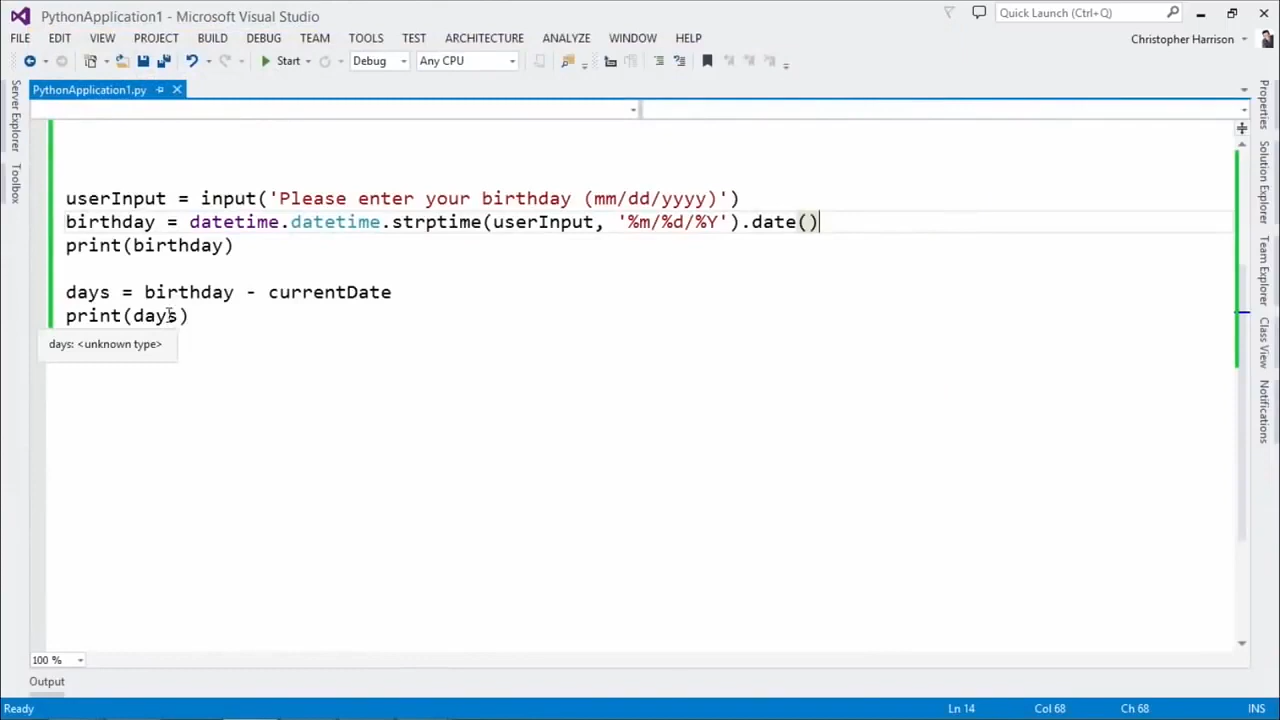 PythonApplication1 - Microsoft Visual Studio
Quick Launch (Ctrl+Q)
FILE EDIT VIEW PROJECT BUILD DEBUG TEAM TOOLS TEST ARCHITECTURE ANALYZE WINDOW HELP
Christopher Harrison
Start Debug Any CPU
PythonApplication1.py
Server Explorer
Toolbox
userInput = input('Please enter your birthday (mm/dd/yyyy)')
birthday = datetime.datetime.strptime(userInput, '%m/%d/%Y').date()
print(birthday)
days = birthday - currentDate
print(days)
days: <unknown type>
Properties
Solution Explorer
Team Explorer
Class View
Notifications
100 %
Output
Ready
Ln 14
Col 68
Ch 68
INS